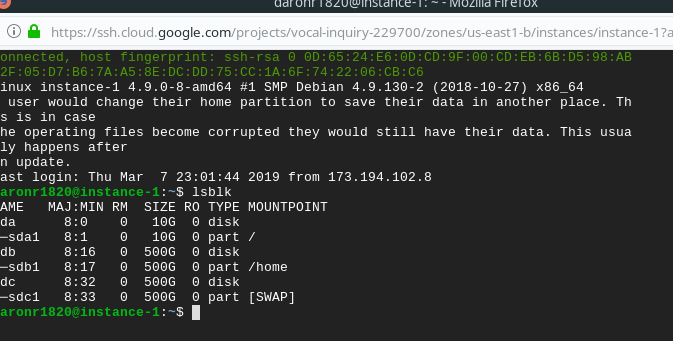 daronr1820@instance-1: ~ - Mozilla Firefox
https://ssh.cloud.google.com/projects/vocal-inquiry-229700/zones/us-east1-b/instances/instance-1?a
onnected, host fingerprint: ssh-rsa 0 0D:65:24:E6:0D:CD:9F:00:CD:EB:6B:D5:98:AB
2F:05:D7:B6:7A:A5:8E:DC:DD:75:CC:1A:6F:74:22:06:CB:C6
inux instance-1 4.9.0-8-amd64 #1 SMP Debian 4.9.130-2 (2018-10-27) x86_64
 user would change their home partition to save their data in another place. Th
s is in case
he operating files become corrupted they would still have their data. This usua
ly happens after
n update.
ast login: Thu Mar  7 23:01:44 2019 from 173.194.102.8
aronr1820@instance-1:~$ lsblk
AME   MAJ:MIN RM  SIZE RO TYPE MOUNTPOINT
da      8:0    0   10G  0 disk
─sda1   8:1    0   10G  0 part /
db      8:16   0  500G  0 disk
─sdb1   8:17   0  500G  0 part /home
dc      8:32   0  500G  0 disk
─sdc1   8:33   0  500G  0 part [SWAP]
aronr1820@instance-1:~$